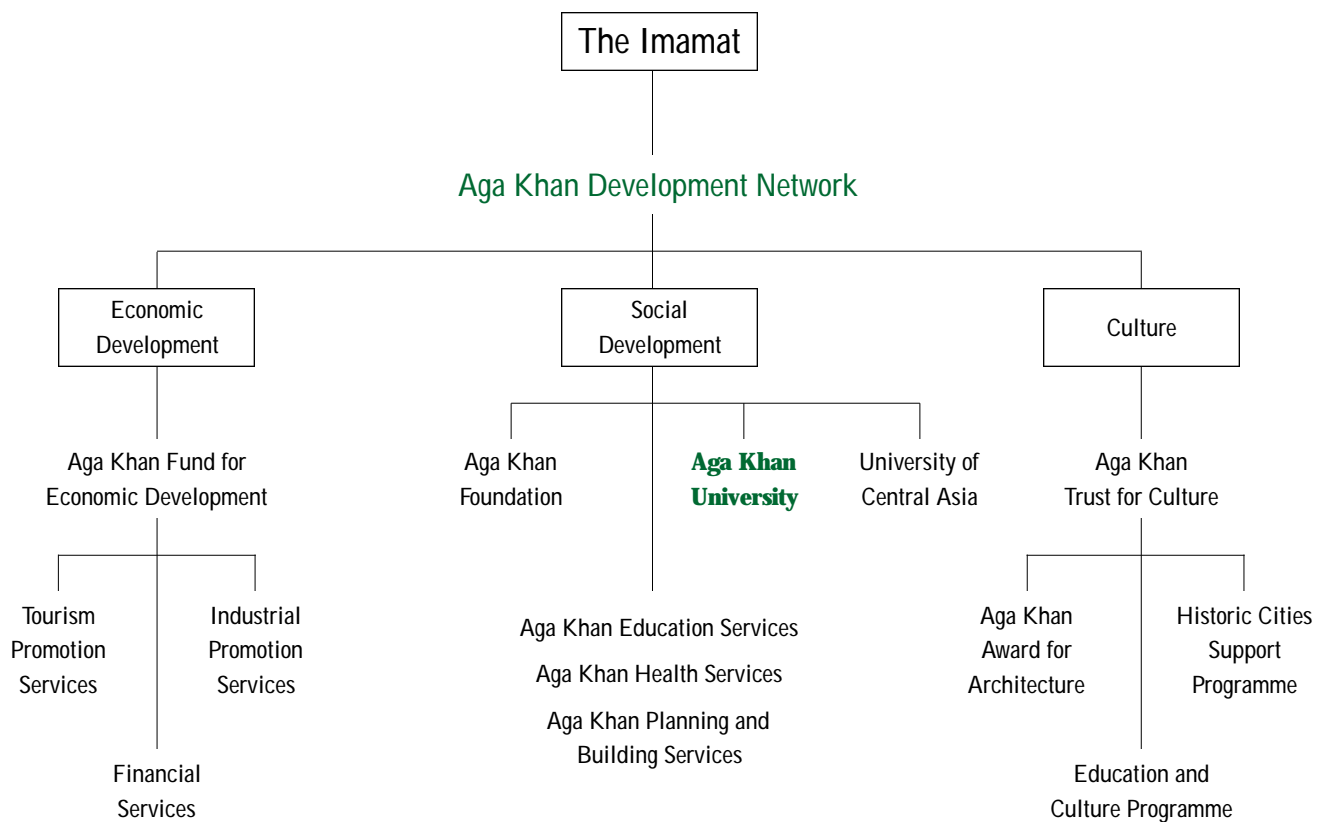 The Imamat
Aga Khan Development Network
Economic
Development
Social
Development
Culture
Aga Khan Fund for
Economic Development
Aga Khan
Foundation
Aga Khan
University
University of
Central Asia
Aga Khan
Trust for Culture
Tourism
Promotion
Services
Industrial
Promotion
Services
Financial
Services
Aga Khan Education Services
Aga Khan Health Services
Aga Khan Planning and
Building Services
Aga Khan
Award for
Architecture
Historic Cities
Support
Programme
Education and
Culture Programme